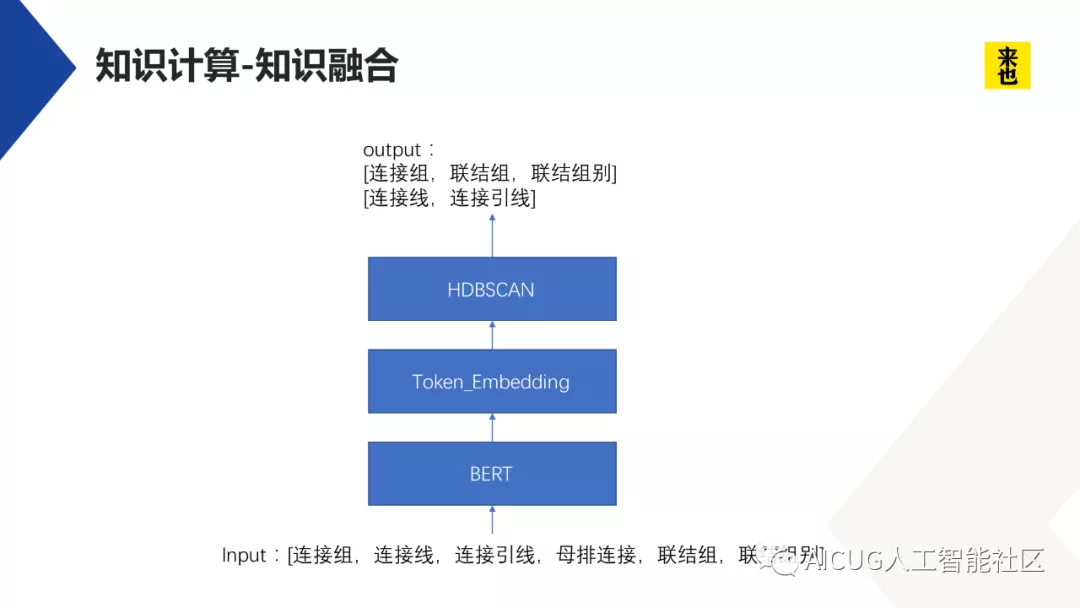 知识计算-知识融合
来也
output：
[连接组，联结组，联结组别]
[连接线，连接引线]
HDBSCAN
Token_Embedding
BERT
Input：[连接组，连接线，连接引线，母排连接，联结组，联结组别]
AICUG人工智能社区